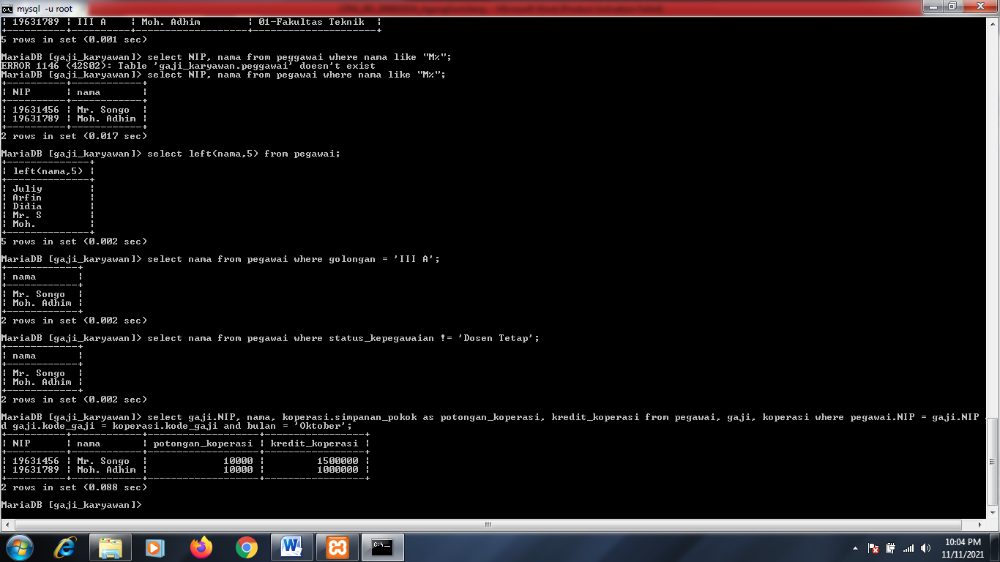 mysql -u root
| 19631789 | III A | Moh. Adhim | 01-Fakultas Teknik |
5 rows in set (0.001 sec)
MariaDB [gaji_karyawan]> select NIP, nama from peggawai where nama like "M%";
ERROR 1146 (42S02): Table 'gaji_karyawan.peggawai' doesn't exist
MariaDB [gaji_karyawan]> select NIP, nama from pegawai where nama like "M%";
| NIP | nama |
| 19631456 | Mr. Songo |
| 19631789 | Moh. Adhim |
2 rows in set (0.017 sec)
MariaDB [gaji_karyawan]> select left(nama,5) from pegawai;
| left(nama,5) |
| Juliy |
| Arfin |
| Didia |
| Mr. S |
| Moh. |
5 rows in set (0.002 sec)
MariaDB [gaji_karyawan]> select nama from pegawai where golongan = 'III A';
| nama |
| Mr. Songo |
| Moh. Adhim |
2 rows in set (0.002 sec)
MariaDB [gaji_karyawan]> select nama from pegawai where status_kepegawaian != 'Dosen Tetap';
| nama |
| Mr. Songo |
| Moh. Adhim |
2 rows in set (0.002 sec)
MariaDB [gaji_karyawan]> select gaji.NIP, nama, koperasi.simpanan_pokok as potongan_koperasi, kredit_koperasi from pegawai, gaji, koperasi where pegawai.NIP = gaji.NIP
d gaji.kode_gaji = koperasi.kode_gaji and bulan = 'Oktober';
| NIP | nama | potongan_koperasi | kredit_koperasi |
| 19631456 | Mr. Songo | 10000 | 1500000 |
| 19631789 | Moh. Adhim | 10000 | 1000000 |
2 rows in set (0.088 sec)
MariaDB [gaji_karyawan]>
10:04 PM
11/11/2021